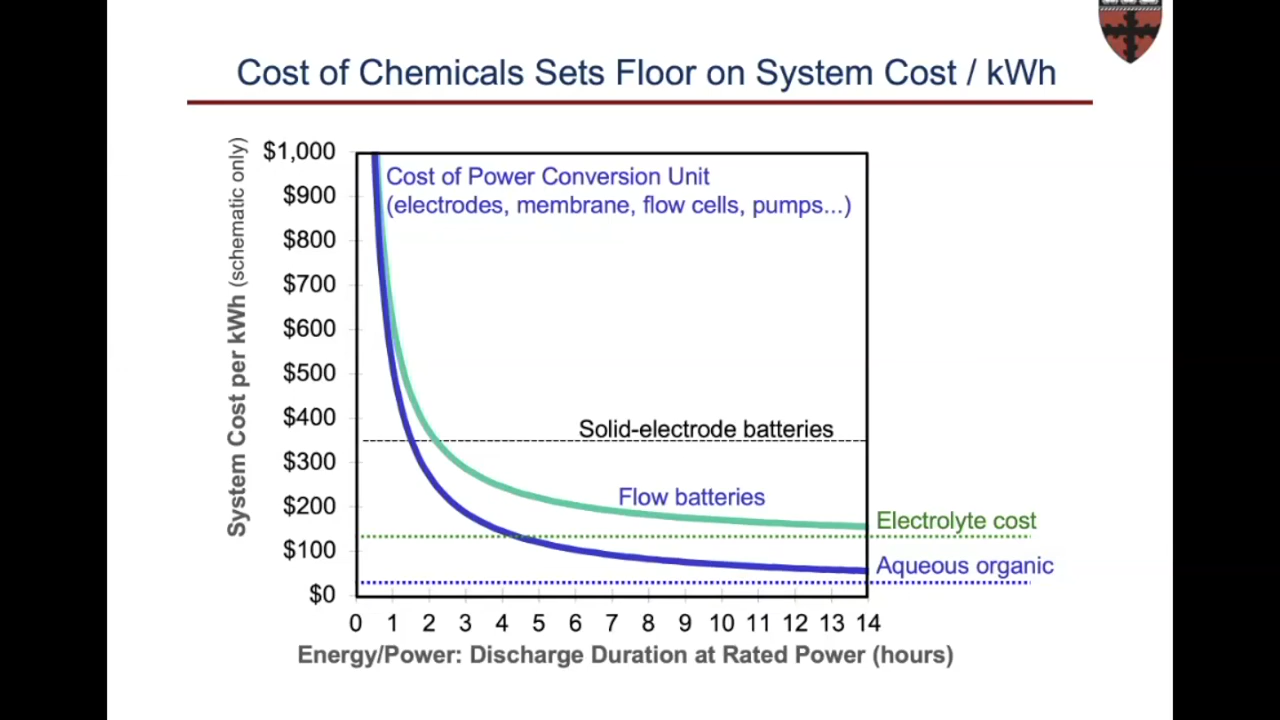 Cost of Chemicals Sets Floor on System Cost / kWh
System Cost per kWh (schematic only)
$1,000
$900
$800
$700
$600
$500
$400
$300
$200
$100
$0
Cost of Power Conversion Unit
(electrodes, membrane, flow cells, pumps...)
Solid-electrode batteries
Flow batteries
Electrolyte cost
Aqueous organic
0 1 2 3 4 5 6 7 8 9 10 11 12 13 14
Energy/Power: Discharge Duration at Rated Power (hours)